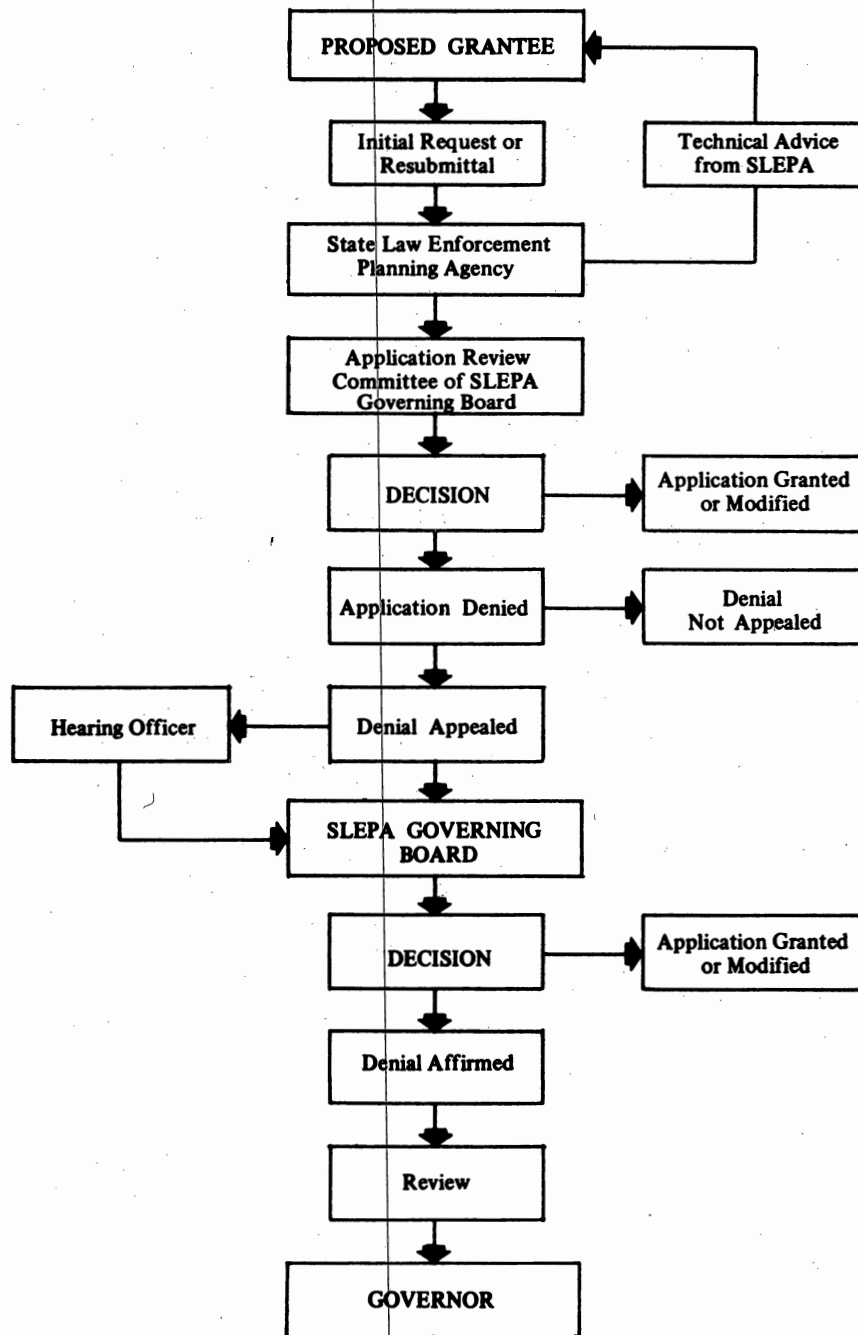 PROPOSED GRANTEE
Initial Request or
Resubmittal
Technical Advice
from SLEPA
State Law Enforcement
Planning Agency
Application Review
Committee of SLEPA
Governing Board
DECISION
Application Granted
or Modified
Application Denied
Denial
Not Appealed
Hearing Officer
Denial Appealed
SLEPA GOVERNING
BOARD
DECISION
Application Granted
or Modified
Denial Affirmed
Review
GOVERNOR